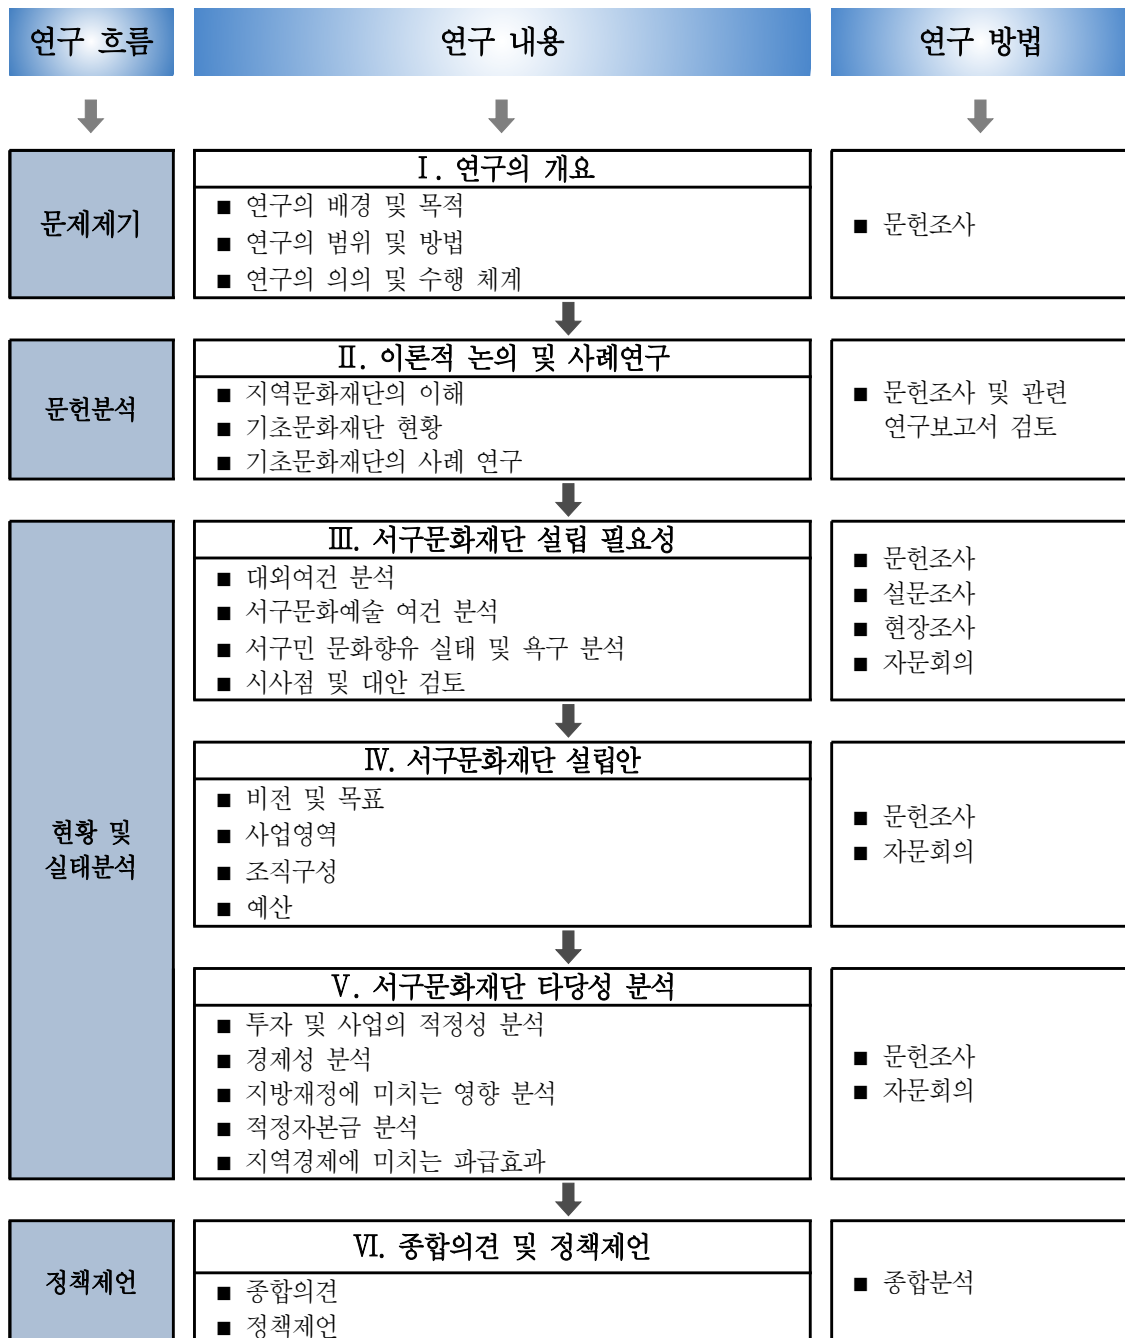 연구 흐름
연구 내용
연구 방법
문제제기
Ⅰ. 연구의 개요
■ 연구의 배경 및 목적
■ 연구의 범위 및 방법
■ 연구의 의의 및 수행 체계
■ 문헌조사
문헌분석
Ⅱ. 이론적 논의 및 사례연구
■ 지역문화재단의 이해
■ 기초문화재단 현황
■ 기초문화재단의 사례 연구
■ 문헌조사 및 관련
연구보고서 검토
현황 및
실태분석
Ⅲ. 서구문화재단 설립 필요성
■ 대외여건 분석
■ 서구문화예술 여건 분석
■ 서구민 문화향유 실태 및 욕구 분석
■ 시사점 및 대안 검토
■ 문헌조사
■ 설문조사
■ 현장조사
■ 자문회의
Ⅳ. 서구문화재단 설립안
■ 비전 및 목표
■ 사업영역
■ 조직구성
■ 예산
■ 문헌조사
■ 자문회의
Ⅴ. 서구문화재단 타당성 분석
■ 투자 및 사업의 적정성 분석
■ 경제성 분석
■ 지방재정에 미치는 영향 분석
■ 적정자본금 분석
■ 지역경제에 미치는 파급효과
■ 문헌조사
■ 자문회의
정책제언
Ⅵ. 종합의견 및 정책제언
■ 종합의견
■ 정책제언
■ 종합분석